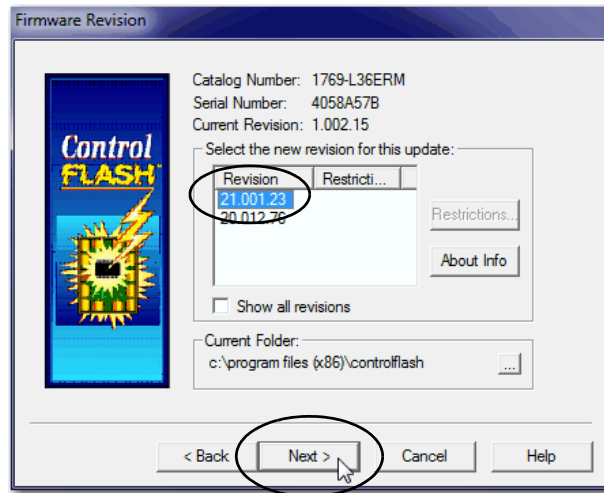 Firmware Revision
Control
FLASH
Catalog Number: 1769-L36ERM
Serial Number: 4058A57B
Current Revision: 1.002.15
Select the new revision for this update:
Revision Restricti...
21.001.23
20.012.76
Restrictions...
About Info
Show all revisions
Current Folder:
c:\program files (x86)\controlflash
...
< Back Next > Cancel Help